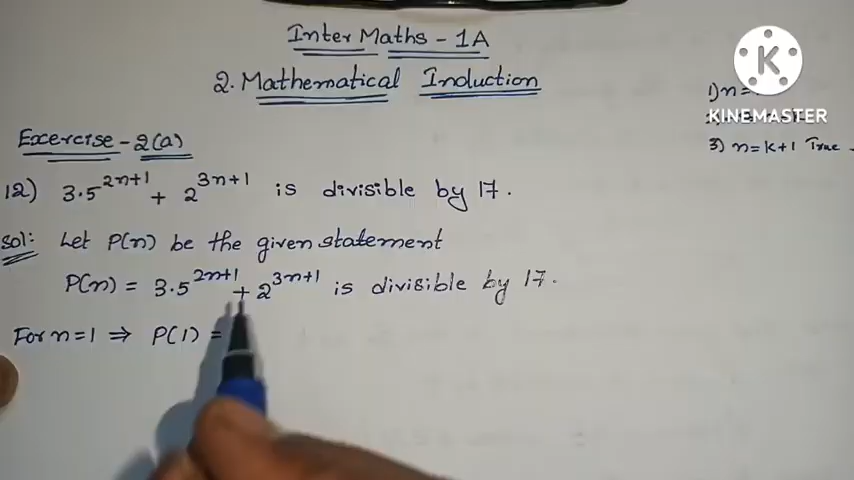 Inter Maths - 1A
2. Mathematical Induction
1) n=
KINEMASTER
3) n=k+1 True
Excercise - 2(a)
12) 3·5^{2n+1} + 2^{3n+1} is divisible by 17.
Sol: Let P(n) be the given statement
P(n) = 3·5^{2n+1} + 2^{3n+1} is divisible by 17.
For n=1 ⇒ P(1) =